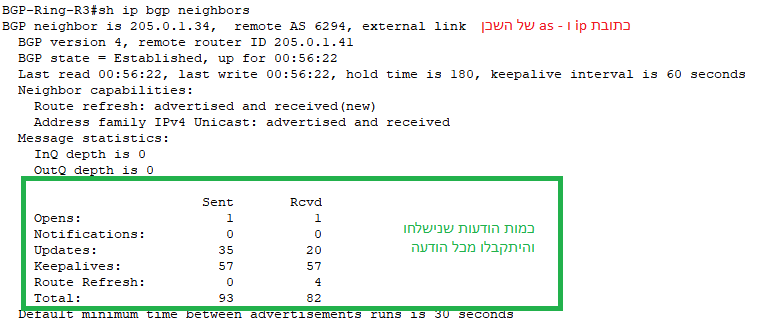 BGP-Ring-R3#sh ip bgp neighbors
BGP neighbor is 205.0.1.34,  remote AS 6294, external link כתובת ip ו - as של השכן
  BGP version 4, remote router ID 205.0.1.41
  BGP state = Established, up for 00:56:22
  Last read 00:56:22, last write 00:56:22, hold time is 180, keepalive interval is 60 seconds
  Neighbor capabilities:
    Route refresh: advertised and received(new)
    Address family IPv4 Unicast: advertised and received
  Message statistics:
    InQ depth is 0
    OutQ depth is 0
                         Sent       Rcvd
    Opens:                  1          1
    Notifications:          0          0
    Updates:               35         20
    Keepalives:            57         57
    Route Refresh:          0          4
    Total:                 93         82
כמות הודעות שנישלחו
והיתקבלו מכל הודעה
  Default minimum time between advertisements runs is 30 seconds